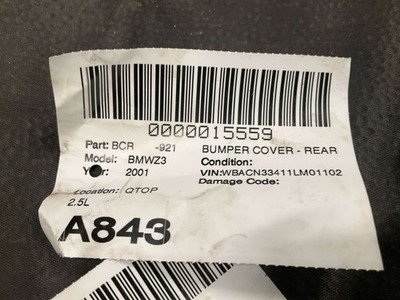 0000015559
Part: BCR -921 BUMPER COVER - REAR
Model: BMWZ3 Condition:
Year: 2001 VIN:WBACN33411LM01102
Damage Code:
Location: QTOP
2.5L
A843